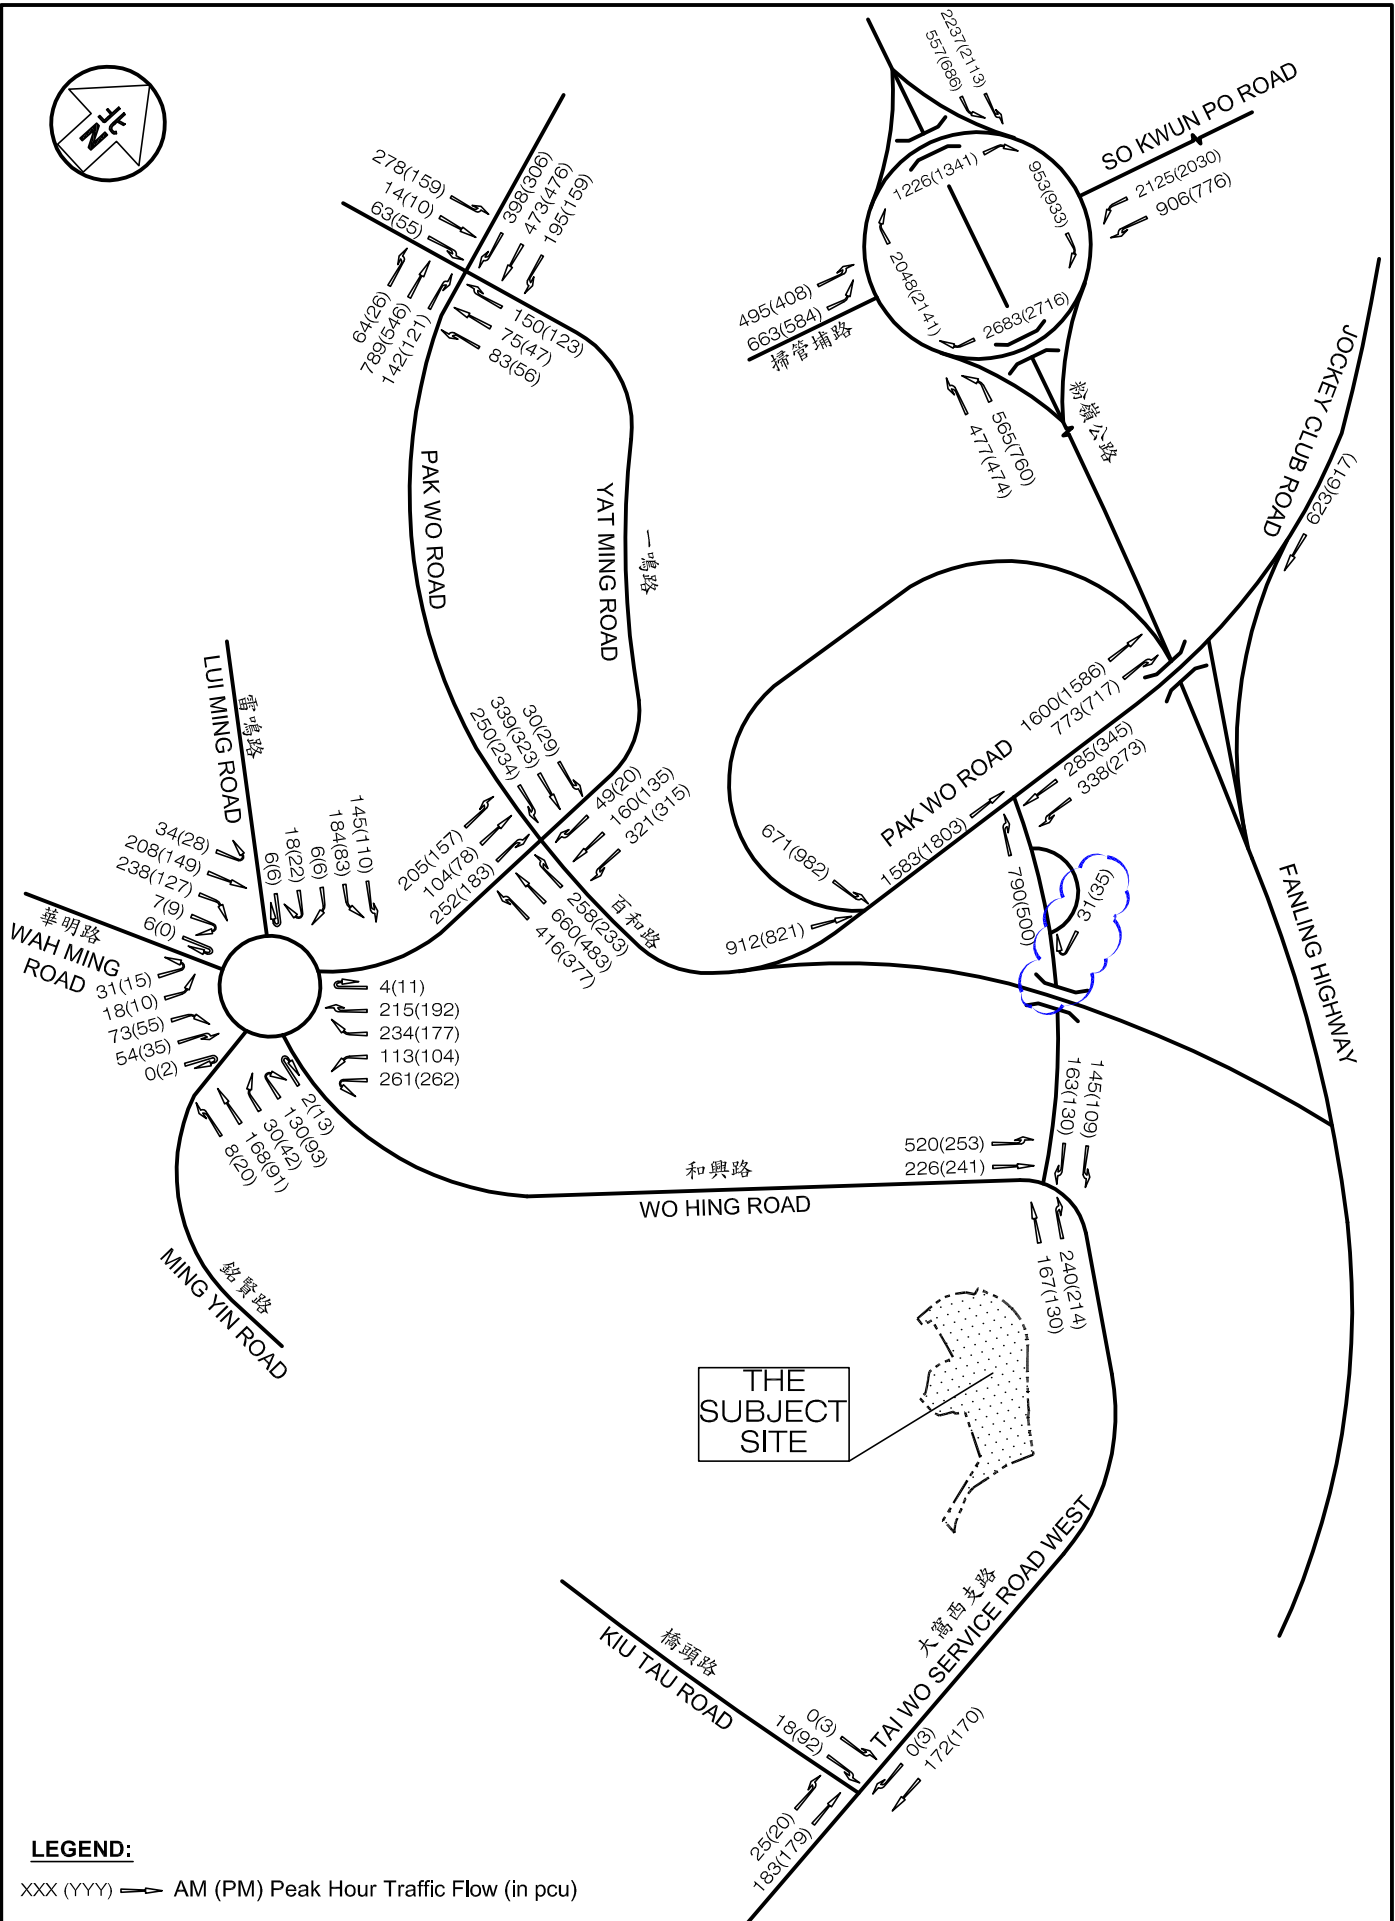 北
N
2237(2113)
557(686)
SO KWUN PO ROAD
2125(2030)
906(776)
1226(1341)
953(933)
2048(2141)
2683(2716)
495(408)
663(584)
掃管埔路
565(760)
477(474)
粉嶺公路
JOCKEY CLUB ROAD
623(617)
278(159)
14(10)
63(55)
398(306)
473(476)
195(159)
64(26)
789(546)
142(121)
150(123)
75(47)
83(56)
PAK WO ROAD
YAT MING ROAD
一鳴路
LUI MING ROAD
雷鳴路
30(29)
339(323)
250(234)
49(20)
160(135)
321(315)
205(157)
104(78)
252(183)
258(233)
660(483)
416(377)
百和路
1600(1586)
773(717)
PAK WO ROAD
285(345)
338(273)
671(982)
1583(1803)
912(821)
790(500)
31(35)
FANLING HIGHWAY
34(28)
208(149)
238(127)
7(9)
6(0)
6(6)
18(22)
6(6)
184(83)
145(110)
華明路
WAH MING
ROAD
31(15)
18(10)
73(55)
54(35)
0(2)
4(11)
215(192)
234(177)
113(104)
261(262)
2(13)
130(93)
30(42)
168(91)
8(20)
145(109)
163(130)
520(253)
226(241)
和興路
WO HING ROAD
240(214)
167(130)
銘賢路
MING YIN ROAD
THE
SUBJECT
SITE
大窩西支路
TAI WO SERVICE ROAD WEST
橋頭路
KIU TAU ROAD
0(3)
18(92)
0(3)
172(170)
25(20)
183(179)
LEGEND:
XXX (YYY) AM (PM) Peak Hour Traffic Flow (in pcu)